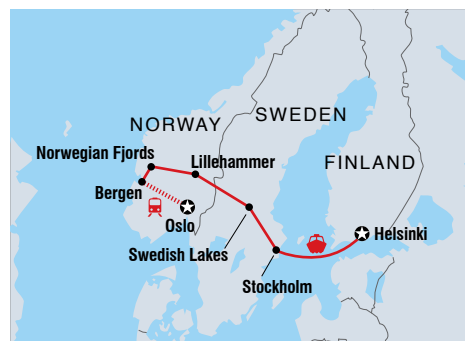 SWEDEN
NORWAY
Norwegian Fjords
Lillehammer
FINLAND
Bergen
Oslo
Helsinki
Swedish Lakes
Stockholm